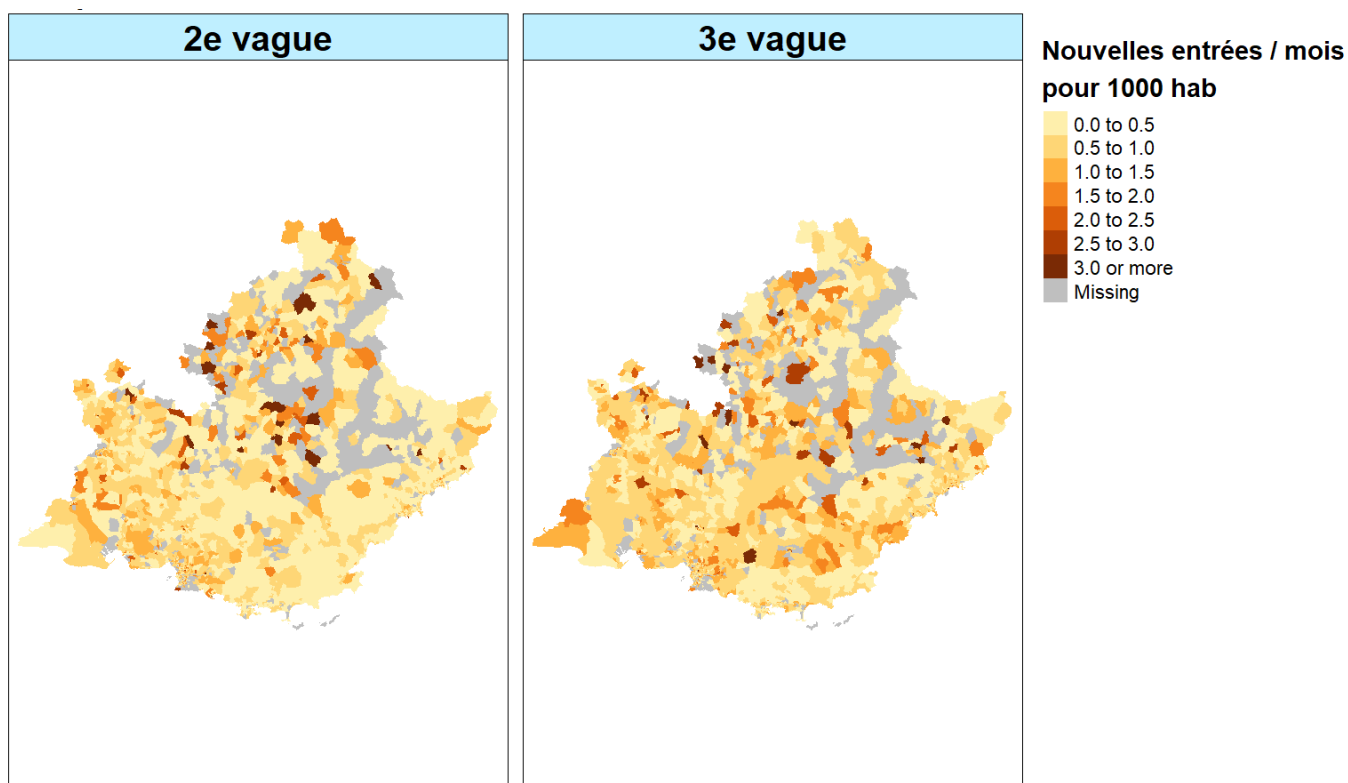 2e vague
3e vague
Nouvelles entrées / mois
pour 1000 hab
0.0 to 0.5
0.5 to 1.0
1.0 to 1.5
1.5 to 2.0
2.0 to 2.5
2.5 to 3.0
3.0 or more
Missing